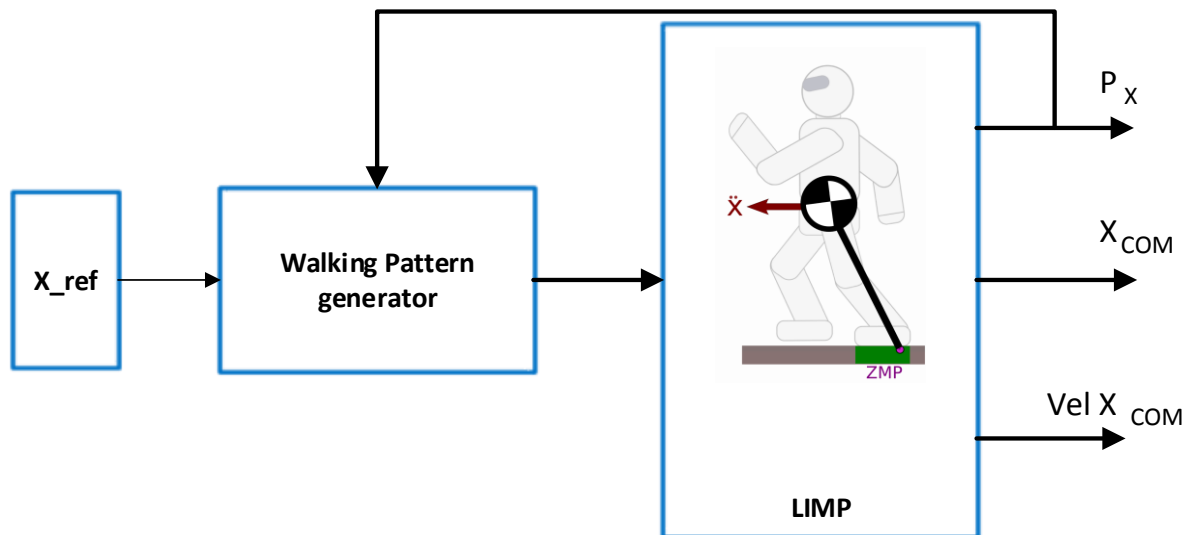 X_ref
Walking Pattern
generator
ẍ
ZMP
LIMP
P X
X COM
Vel X COM